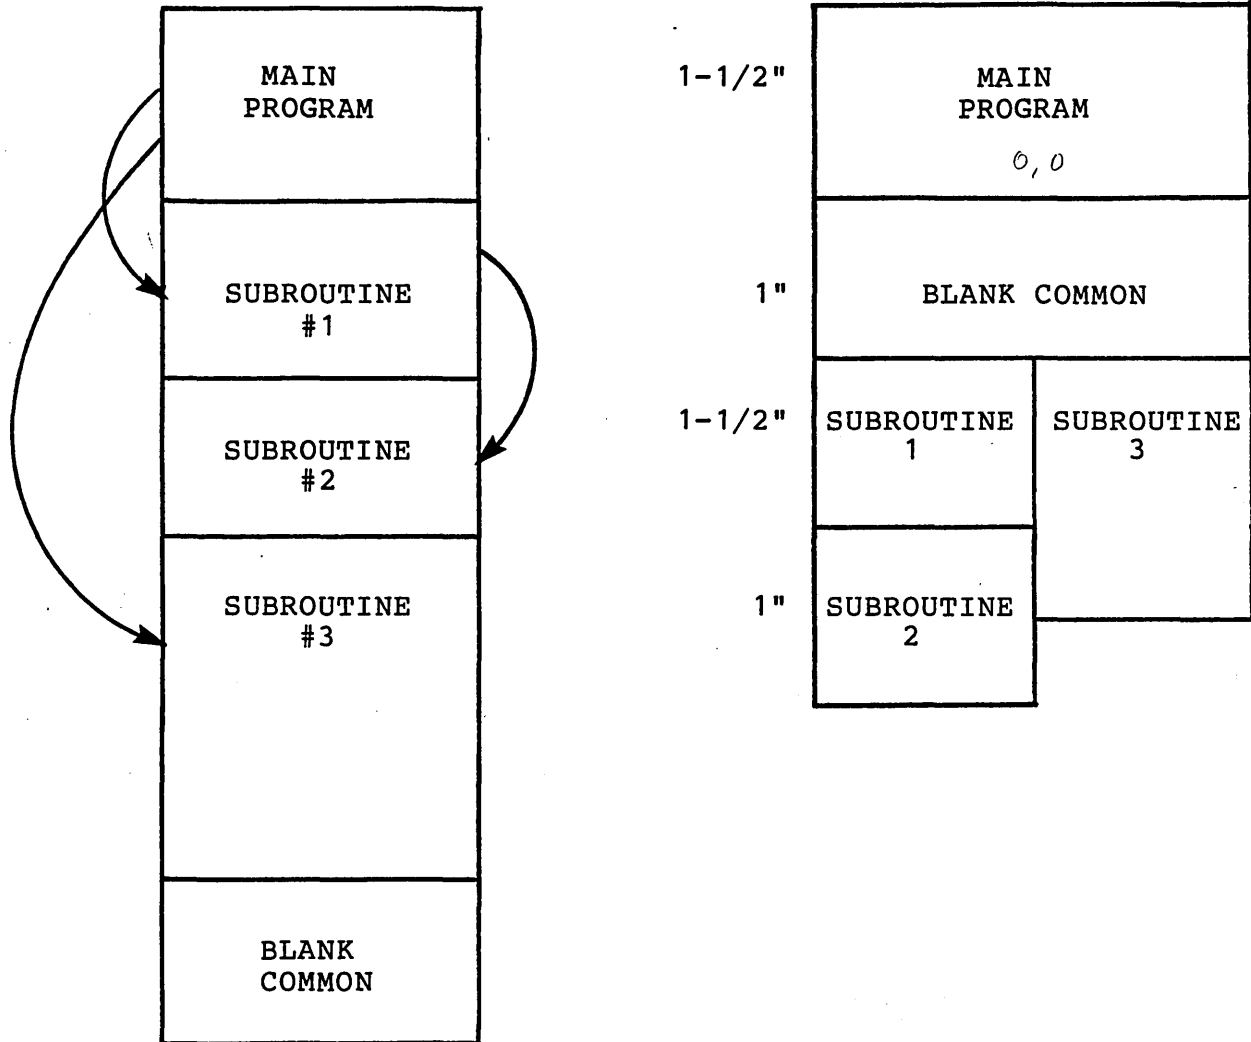 MAIN
PROGRAM
SUBROUTINE
#1
SUBROUTINE
#2
SUBROUTINE
#3
BLANK
COMMON
1-1/2"
MAIN
PROGRAM
0,0
1"
BLANK COMMON
1-1/2"
SUBROUTINE
1
SUBROUTINE
3
1"
SUBROUTINE
2